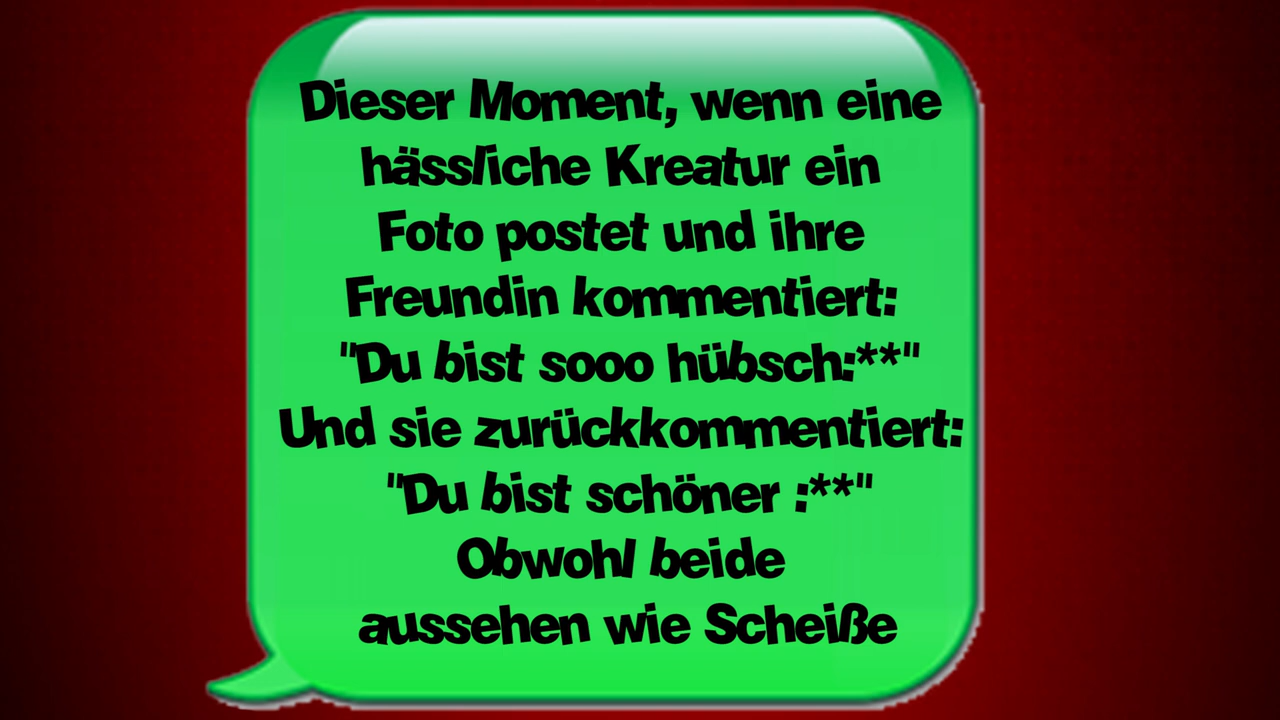 Dieser Moment, wenn eine
hässliche Kreatur ein
Foto postet und ihre
Freundin kommentiert:
"Du bist sooo hübsch:**"
Und sie zurückkommentiert:
"Du bist schöner :**"
Obwohl beide
aussehen wie Scheiße